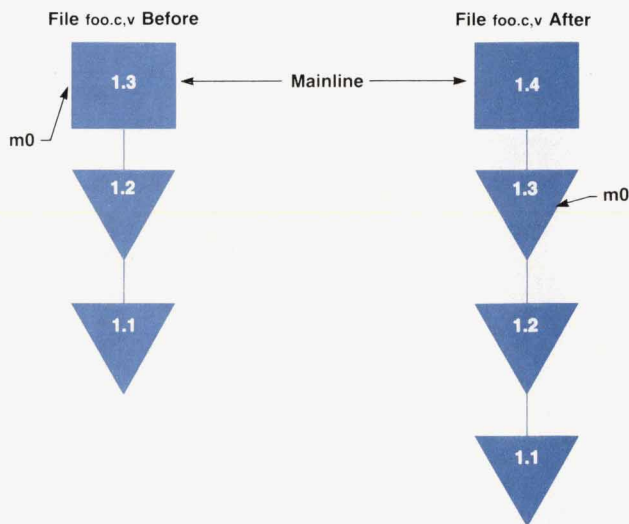 File foo.c,v Before
File foo.c,v After
1.3
Mainline
1.4
m0
1.2
1.3
m0
1.1
1.2
1.1